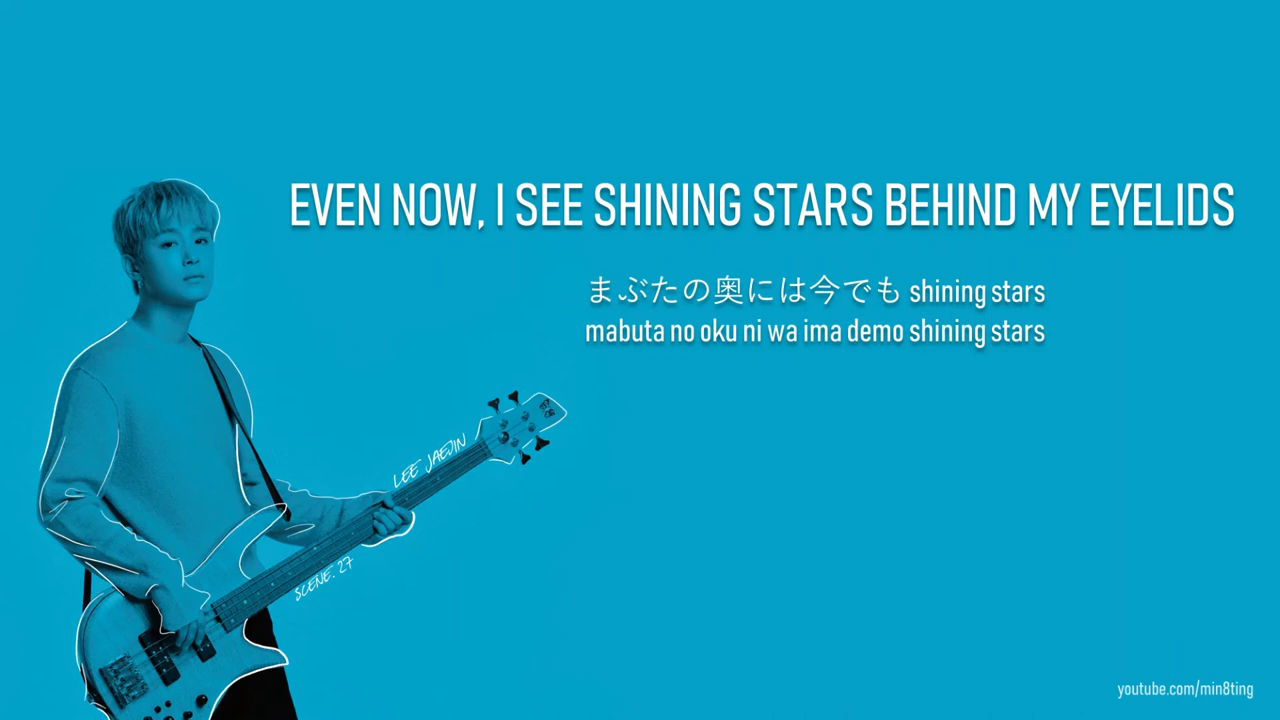 EVEN NOW, I SEE SHINING STARS BEHIND MY EYELIDS
まぶたの奥には今でも shining stars
mabuta no oku ni wa ima demo shining stars
LEE JAEJIN
SCENE. 27
youtube.com/min8ting